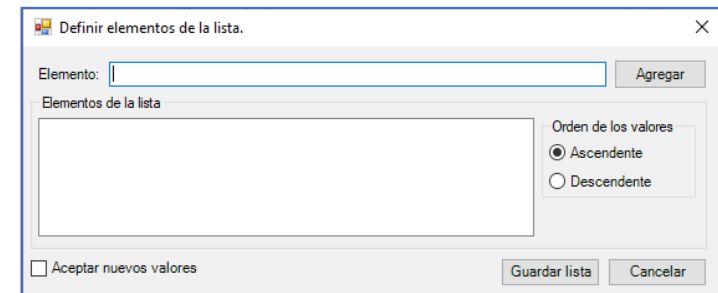 Definir elementos de la lista.
Elemento:
Agregar
Elementos de la lista
Orden de los valores
Ascendente
Descendente
Aceptar nuevos valores
Guardar lista
Cancelar